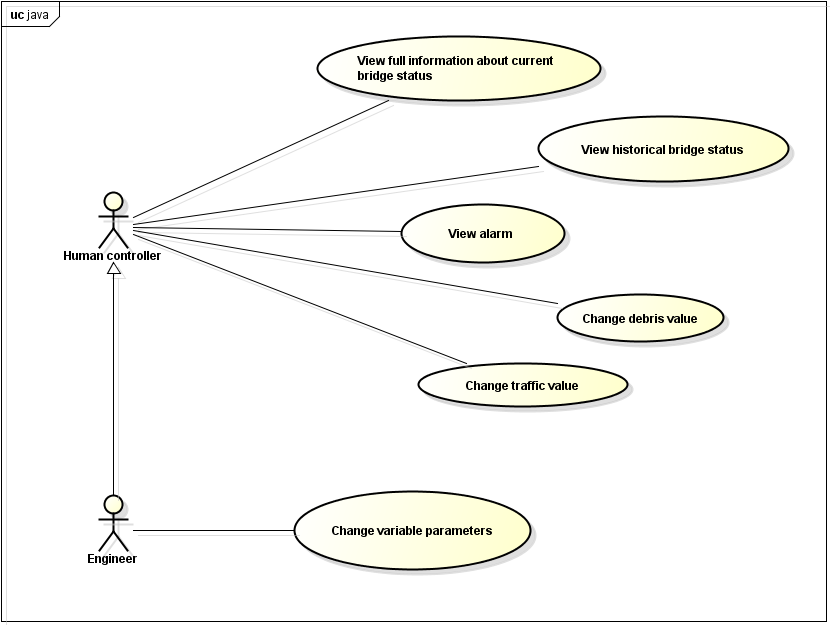 uc java
View full information about current
bridge status
View historical bridge status
View alarm
Human controller
Change debris value
Change traffic value
Change variable parameters
Engineer